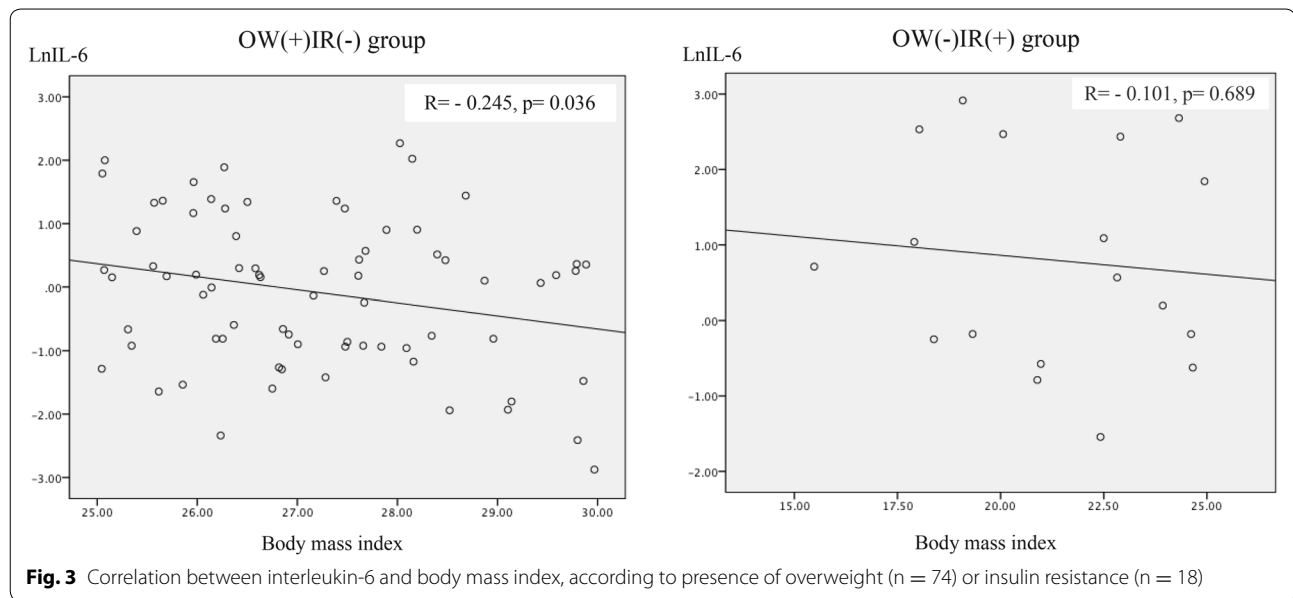 OW(+)IR(-) group
LnIL-6
R= - 0.245, p= 0.036
3.00
2.00
1.00
.00
-1.00
-2.00
-3.00
25.00 26.00 27.00 28.00 29.00 30.00
Body mass index
OW(-)IR(+) group
LnIL-6
R= - 0.101, p= 0.689
3.00
2.00
1.00
.00
-1.00
-2.00
15.00 17.50 20.00 22.50 25.00
Body mass index
Fig. 3 Correlation between interleukin-6 and body mass index, according to presence of overweight (n = 74) or insulin resistance (n = 18)